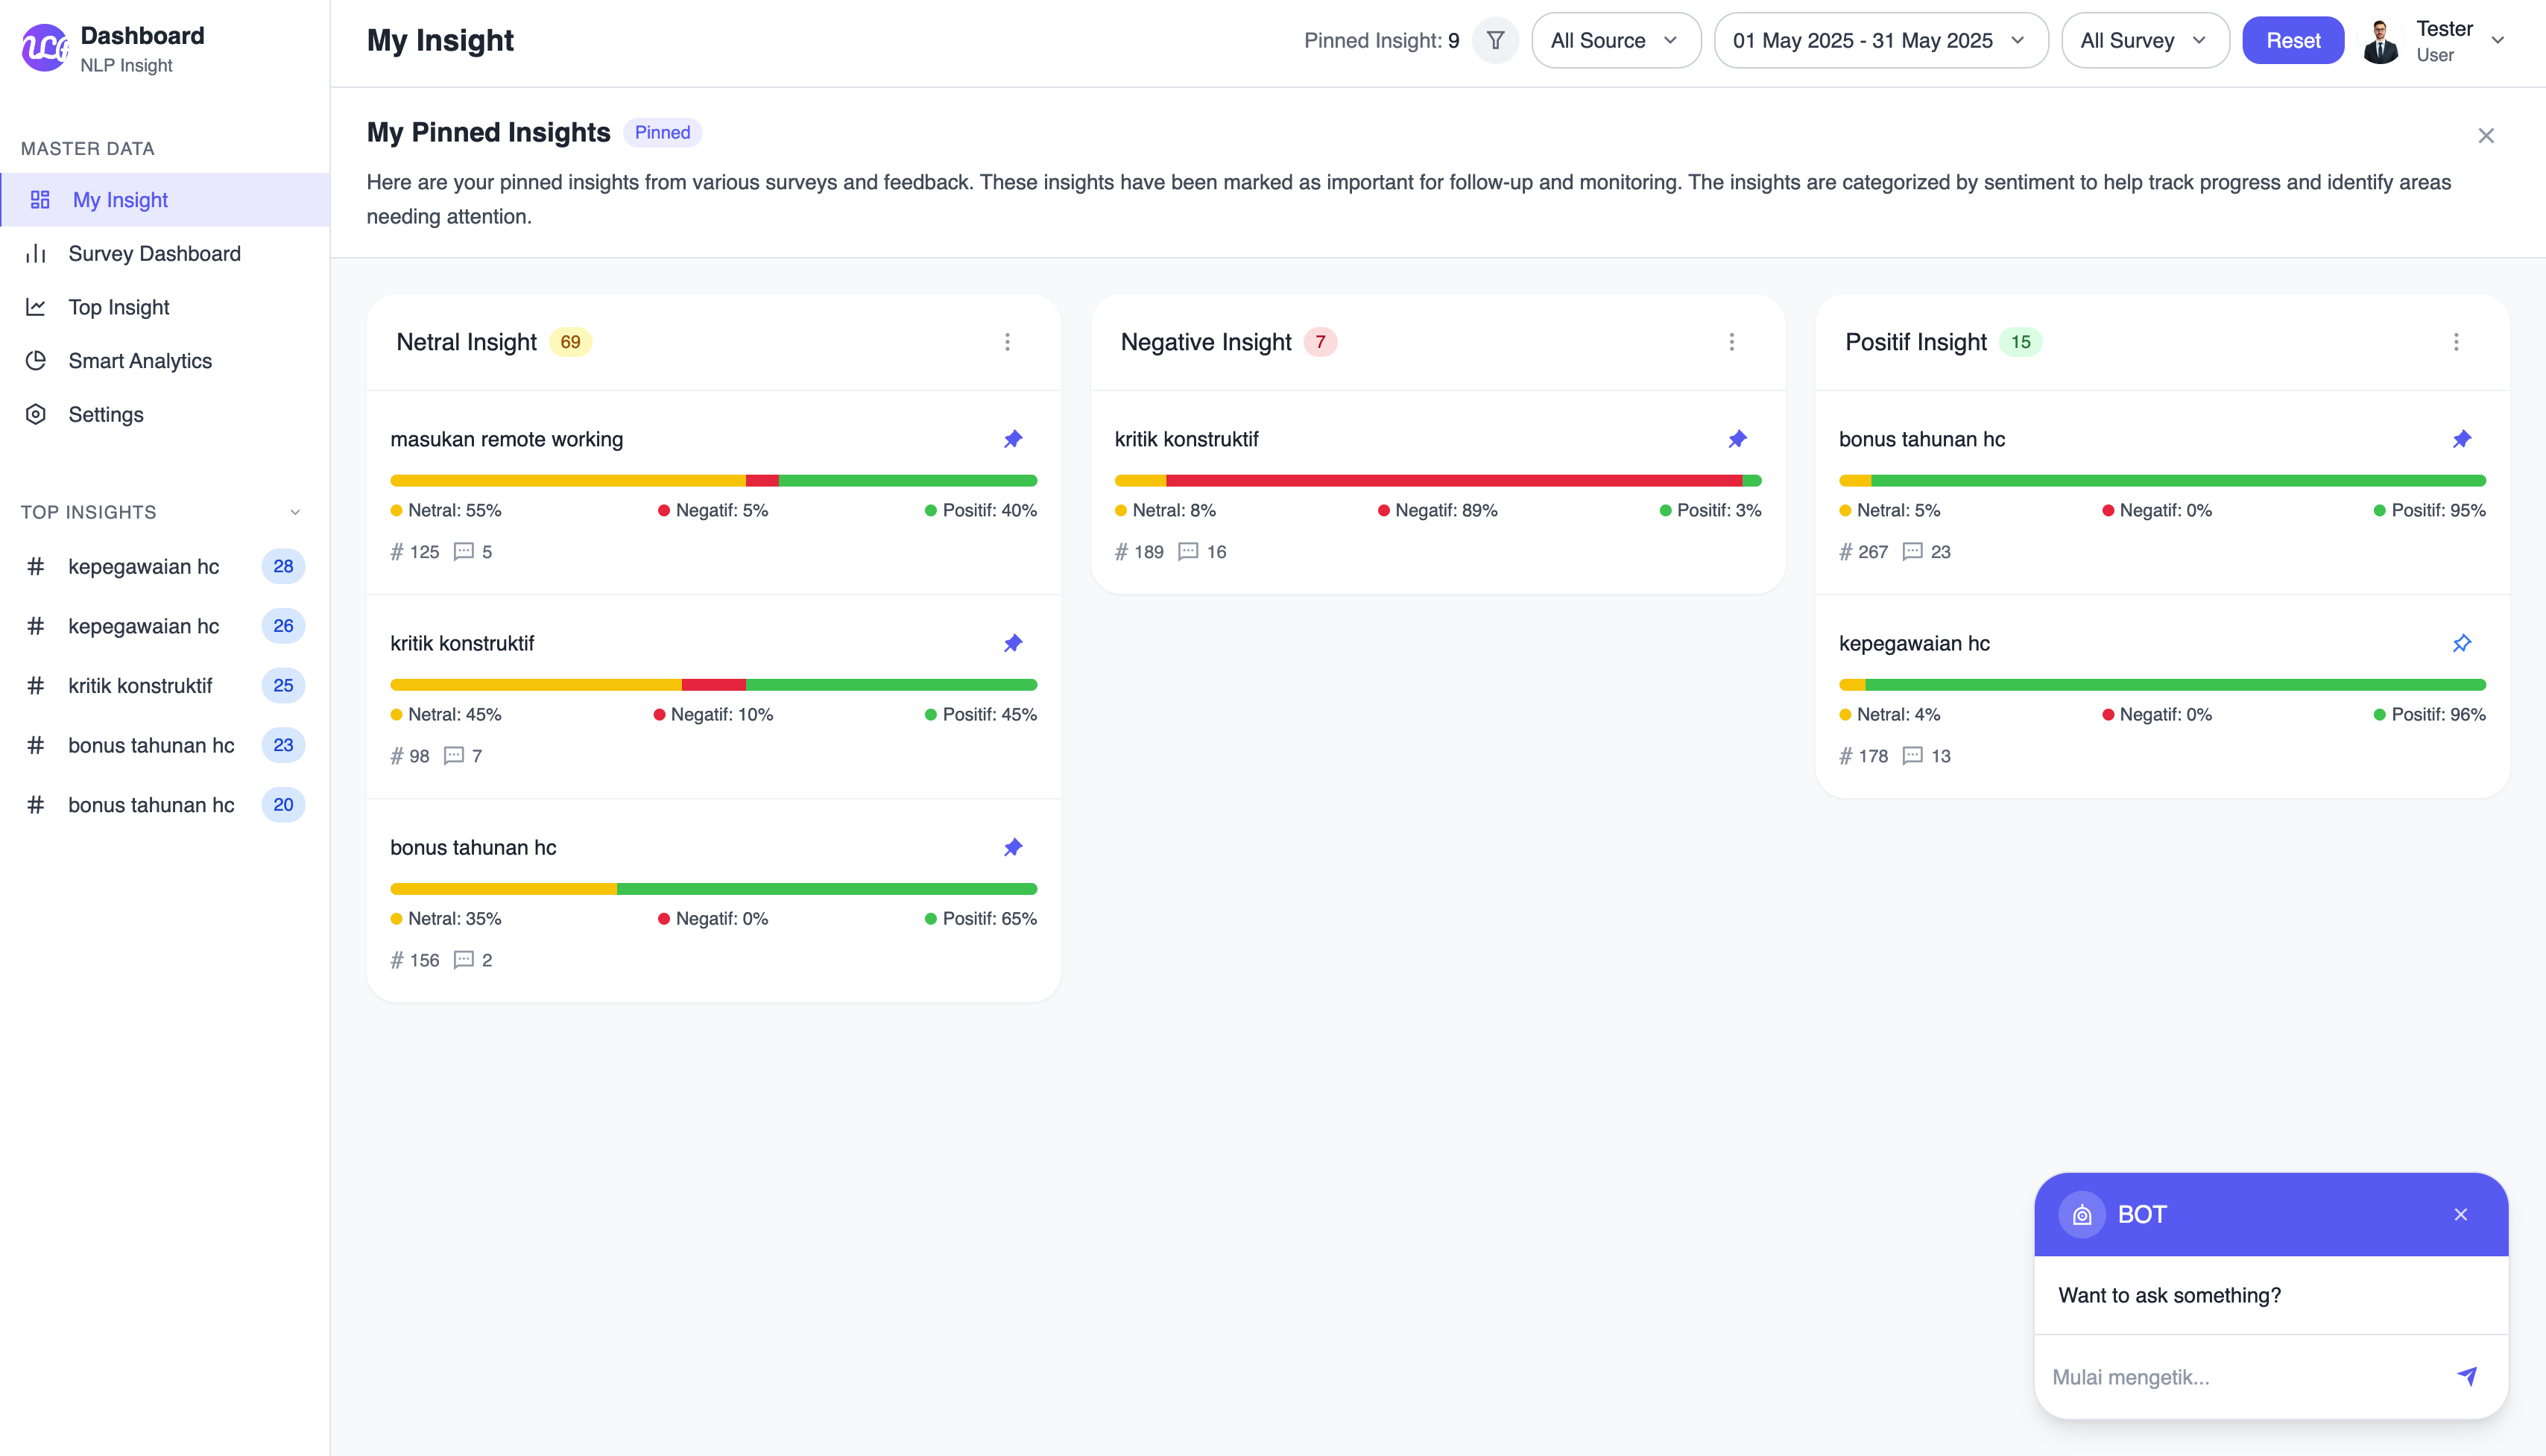 Dashboard
NLP Insight
MASTER DATA
My Insight
Survey Dashboard
Top Insight
Smart Analytics
Settings
TOP INSIGHTS
# kepegawaian hc 28
# kepegawaian hc 26
# kritik konstruktif 25
# bonus tahunan hc 23
# bonus tahunan hc 20
My Insight
Pinned Insight: 9
All Source
01 May 2025 - 31 May 2025
All Survey
Reset
Tester
User
My Pinned Insights Pinned
Here are your pinned insights from various surveys and feedback. These insights have been marked as important for follow-up and monitoring. The insights are categorized by sentiment to help track progress and identify areas
needing attention.
Netral Insight 69
masukan remote working
Netral: 55% Negatif: 5% Positif: 40%
# 125 5
kritik konstruktif
Netral: 45% Negatif: 10% Positif: 45%
# 98 7
bonus tahunan hc
Netral: 35% Negatif: 0% Positif: 65%
# 156 2
Negative Insight 7
kritik konstruktif
Netral: 8% Negatif: 89% Positif: 3%
# 189 16
Positif Insight 15
bonus tahunan hc
Netral: 5% Negatif: 0% Positif: 95%
# 267 23
kepegawaian hc
Netral: 4% Negatif: 0% Positif: 96%
# 178 13
BOT
Want to ask something?
Mulai mengetik...